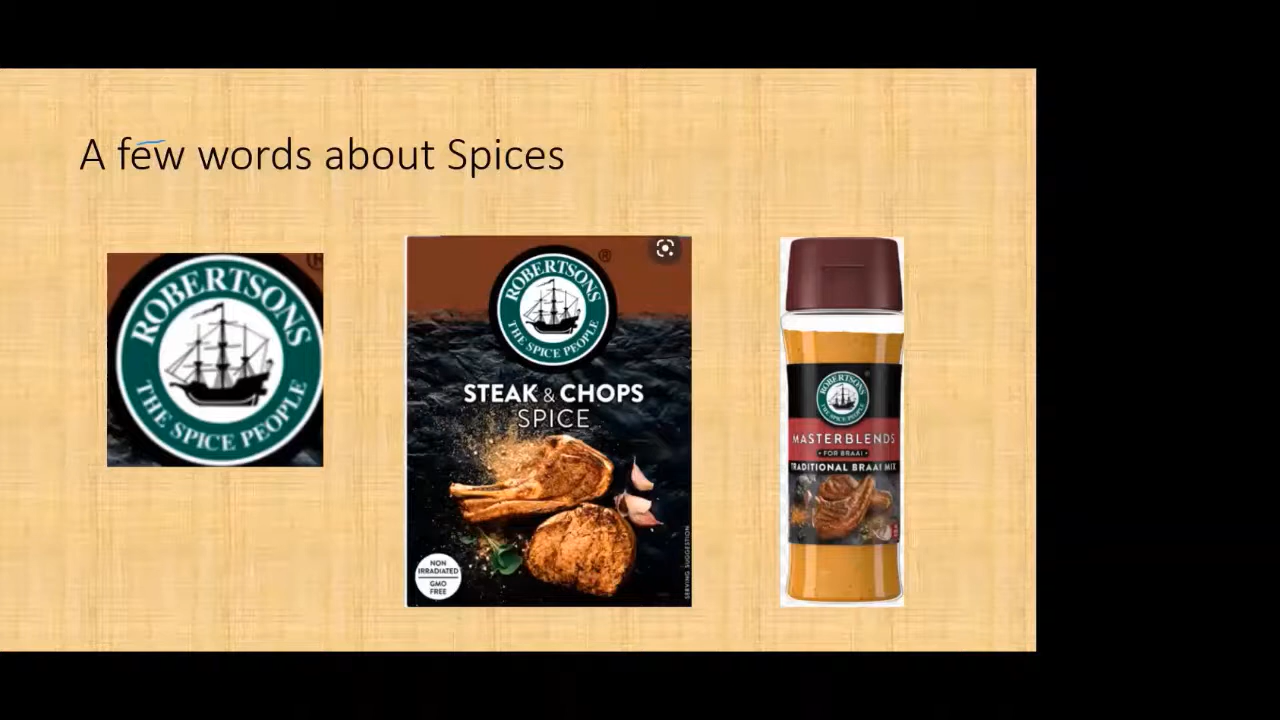 A few words about Spices
ROBERTSONS
THE SPICE PEOPLE
®
ROBERTSONS
THE SPICE PEOPLE
®
STEAK & CHOPS
SPICE
NON
IRRADIATED
GMO
FREE
SERVING SUGGESTION
ROBERTSONS
THE SPICE PEOPLE
MASTERBLENDS
• FOR BRAAI •
TRADITIONAL BRAAI MIX